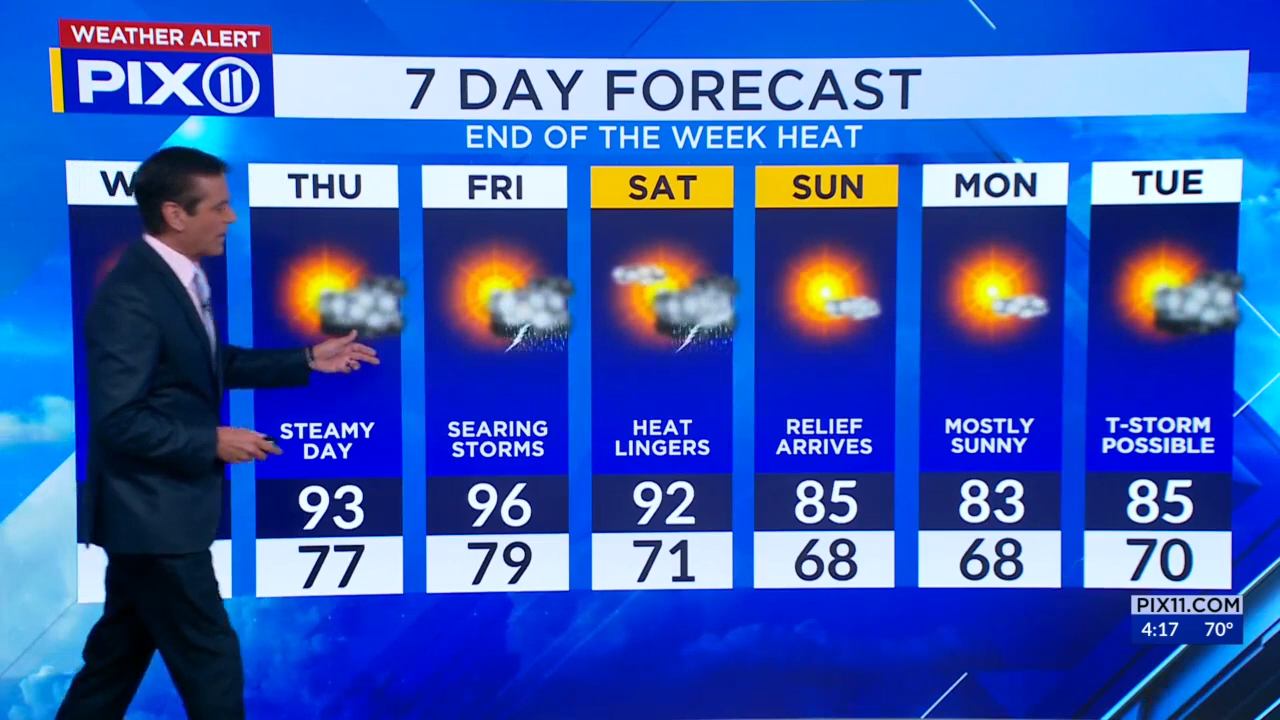 WEATHER ALERT
PIX 11
7 DAY FORECAST
END OF THE WEEK HEAT
THU
FRI
SAT
SUN
MON
TUE
STEAMY
DAY
SEARING
STORMS
HEAT
LINGERS
RELIEF
ARRIVES
MOSTLY
SUNNY
T-STORM
POSSIBLE
93
96
92
85
83
85
77
79
71
68
68
70
PIX11.COM
4:17 70°